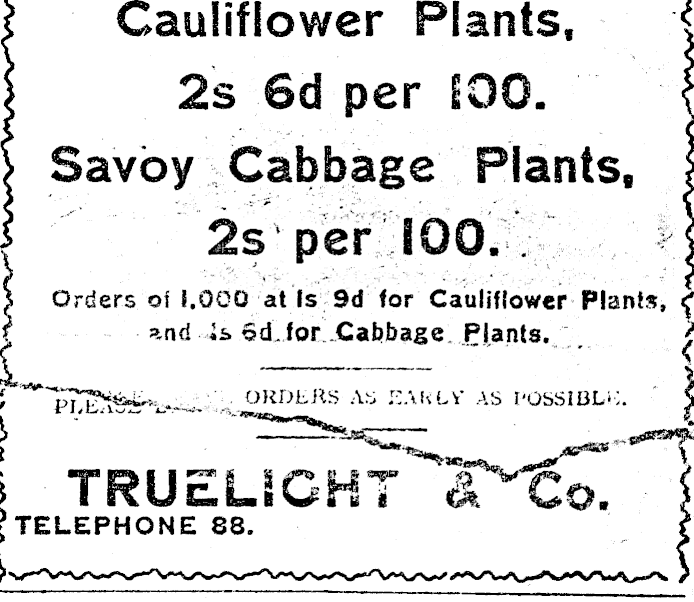 Cauliflower Plants,
2s 6d per 100.
Savoy Cabbage Plants,
2s per 100.
Orders of 1,000 at 1s 9d for Cauliflower Plants,
and 1s 6d for Cabbage Plants.
PLEASE ORDERS AS EARLY AS POSSIBLE.
TRUELIGHT & Co.
TELEPHONE 88.